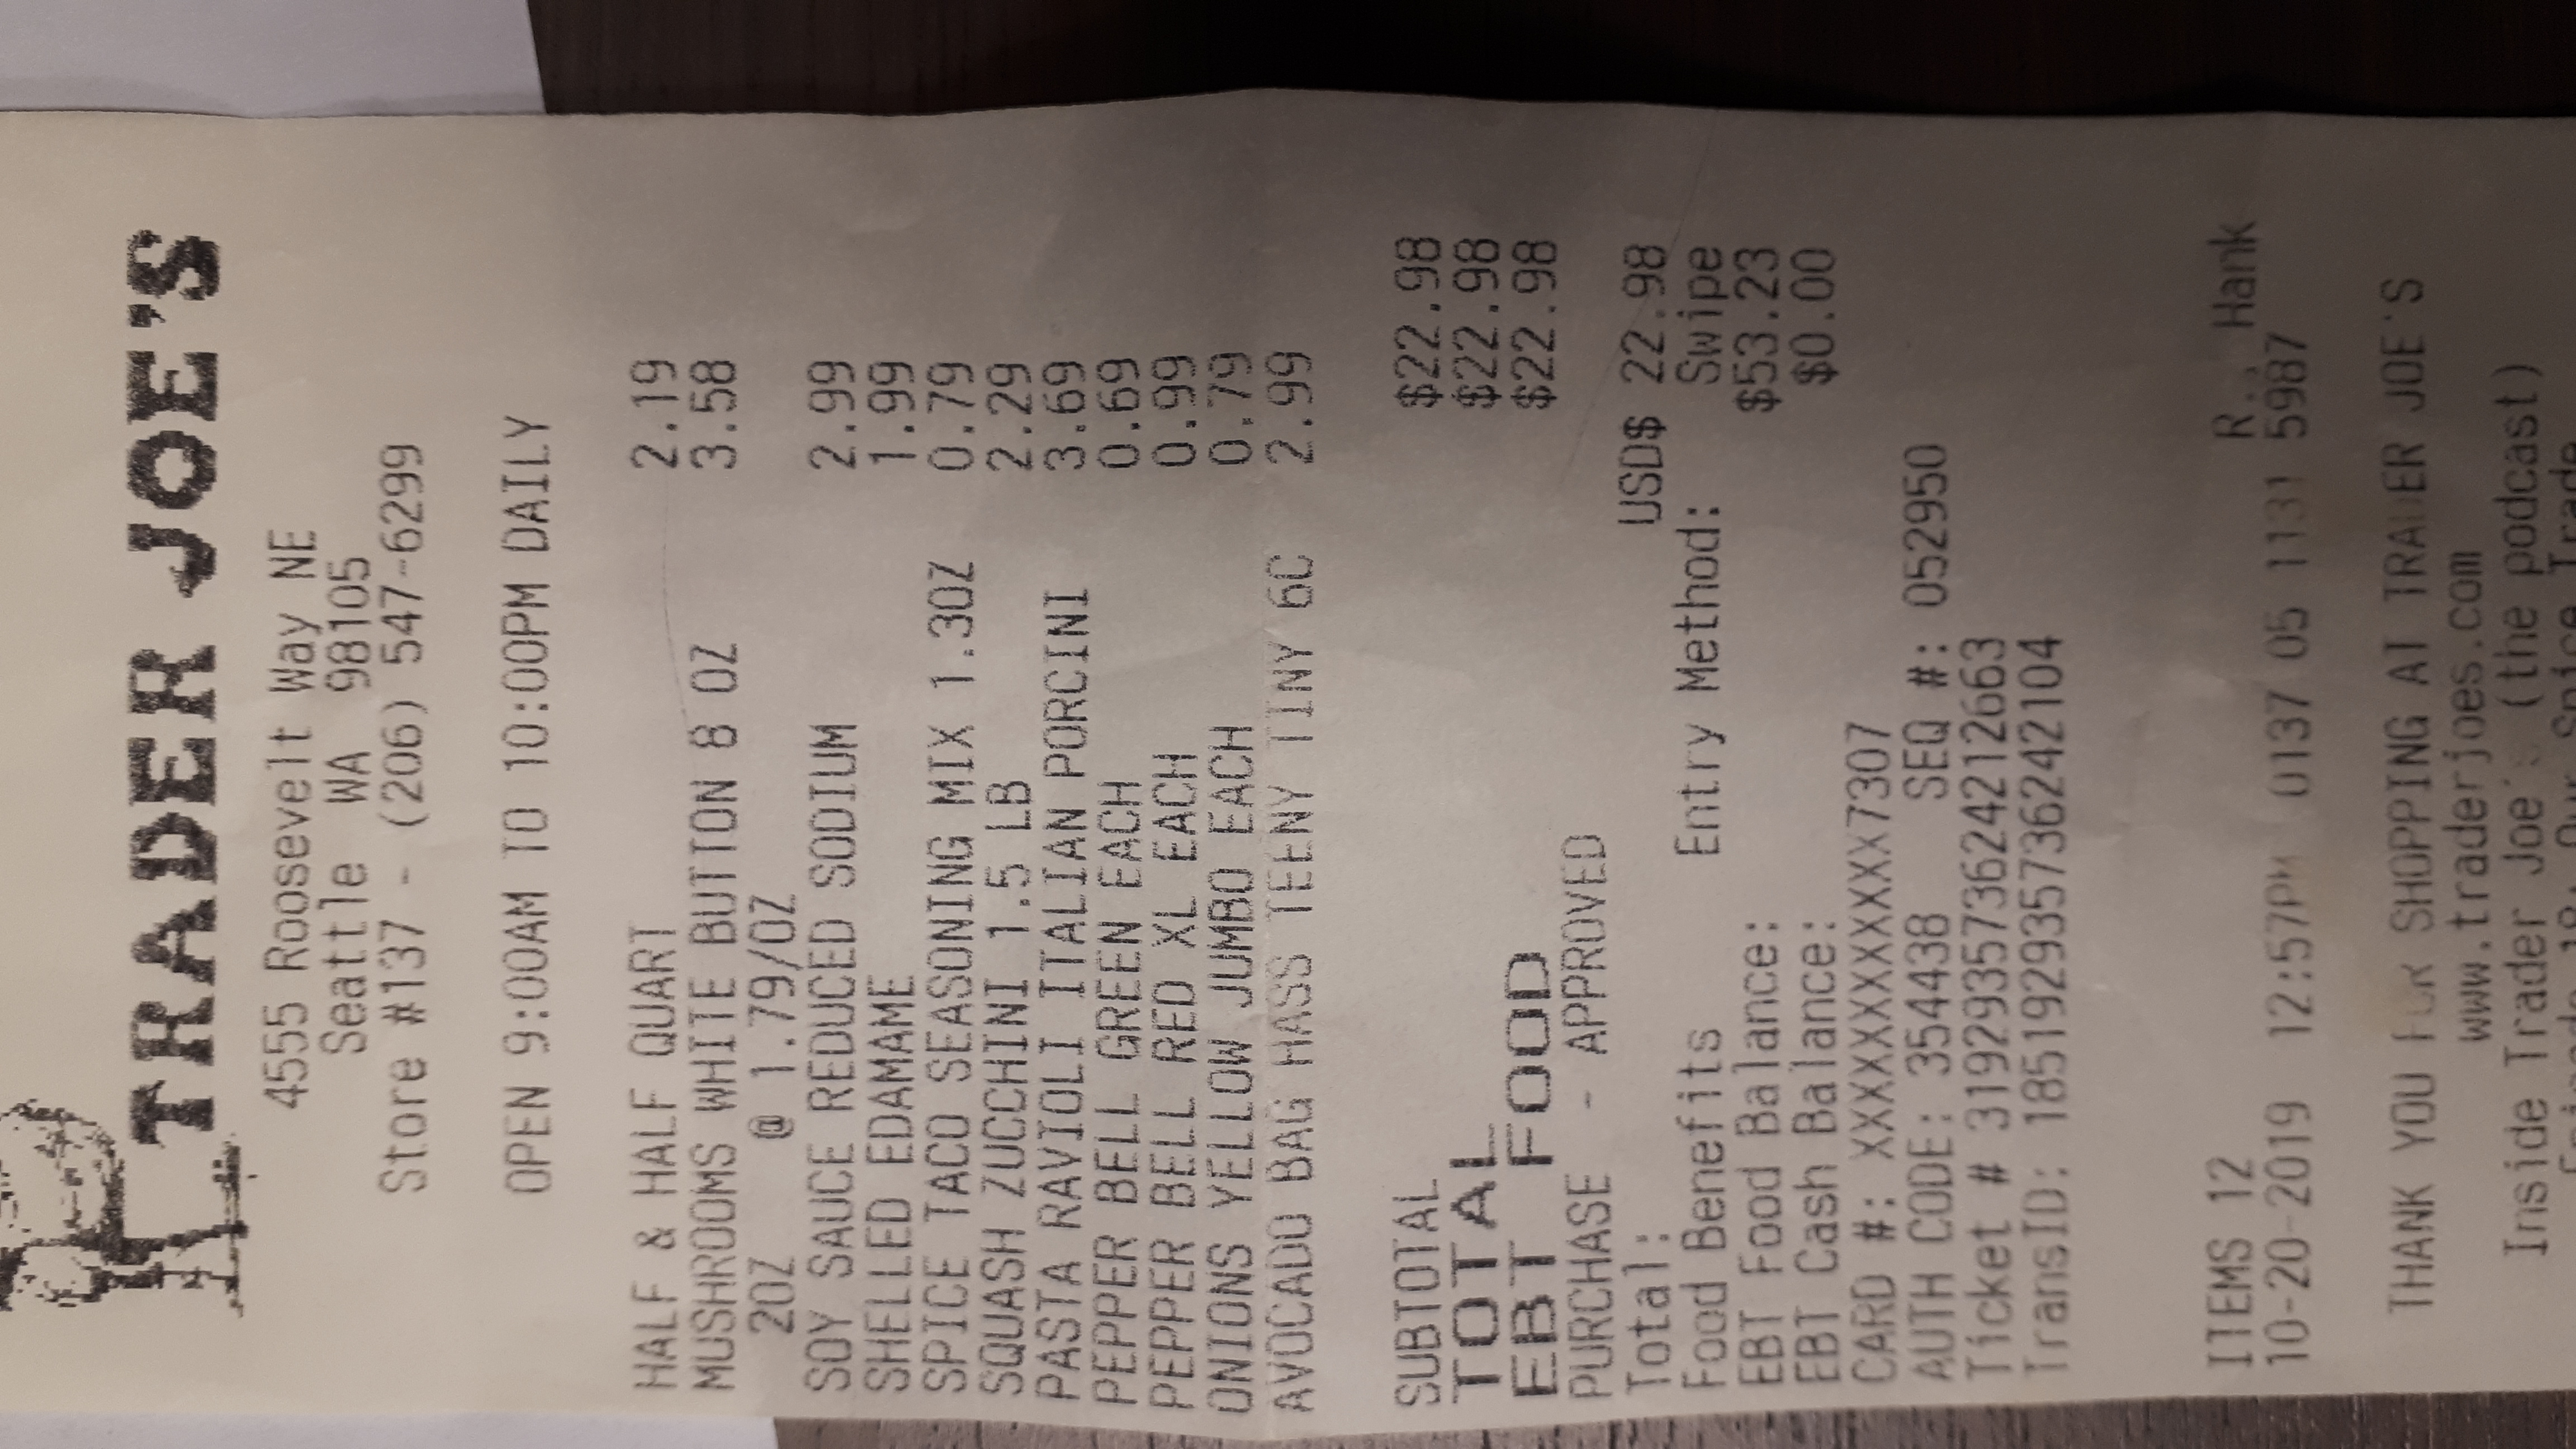 TRADER JOE'S
4555 Roosevelt Way NE
Seattle WA 98105
Store #137 - (206) 547-6299
OPEN 9:00AM TO 10:00PM DAILY
HALF & HALF QUART 2.19
MUSHROOMS WHITE BUTTON 8 OZ 3.58
2OZ @ 1.79/OZ
SOY SAUCE REDUCED SODIUM 2.99
SHELLED EDAMAME 1.99
SPICE TACO SEASONING MIX 1.3OZ 0.79
SQUASH ZUCCHINI 1.5 LB 2.29
PASTA RAVIOLI ITALIAN PORCINI 3.69
PEPPER BELL GREEN EACH 0.69
PEPPER BELL RED XL EACH 0.99
ONIONS YELLOW JUMBO EACH 0.79
AVOCADO BAG HASS TEENY TINY 6C 2.99
SUBTOTAL $22.98
TOTAL $22.98
EBT FOOD $22.98
PURCHASE - APPROVED
Total: USD$ 22.98
Food Benefits Entry Method: Swipe
EBT Food Balance: $53.23
EBT Cash Balance: $0.00
CARD #: XXXXXXXXXXXX7307
AUTH CODE: 354438 SEQ #: 052950
Ticket # 319293573624212663
TransID: 185192935736242104
ITEMS 12 R., Hank
10-20-2019 12:57PM 0137 05 1131 5987
THANK YOU FOR SHOPPING AT TRADER JOE'S
www.traderjoes.com
Inside Trader Joe's (the podcast)
Episode 18: Our Spice Trade